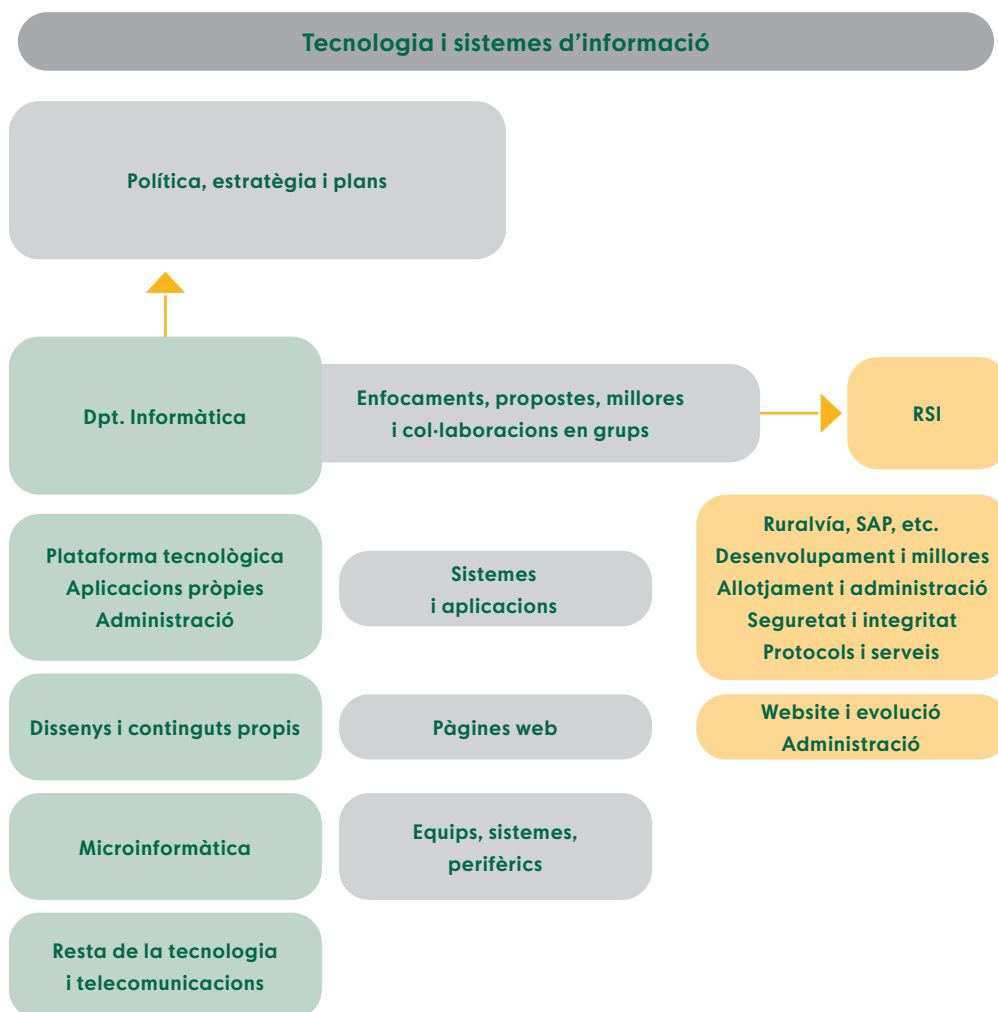 Tecnologia i sistemes d’informació
Política, estratègia i plans
Dpt. Informàtica
Enfocaments, propostes, millores
i col·laboracions en grups
RSI
Plataforma tecnològica
Aplicacions pròpies
Administració
Sistemes
i aplicacions
Ruralvía, SAP, etc.
Desenvolupament i millores
Allotjament i administració
Seguretat i integritat
Protocols i serveis
Dissenys i continguts propis
Pàgines web
Website i evolució
Administració
Microinformàtica
Equips, sistemes,
perifèrics
Resta de la tecnologia
i telecomunicacions